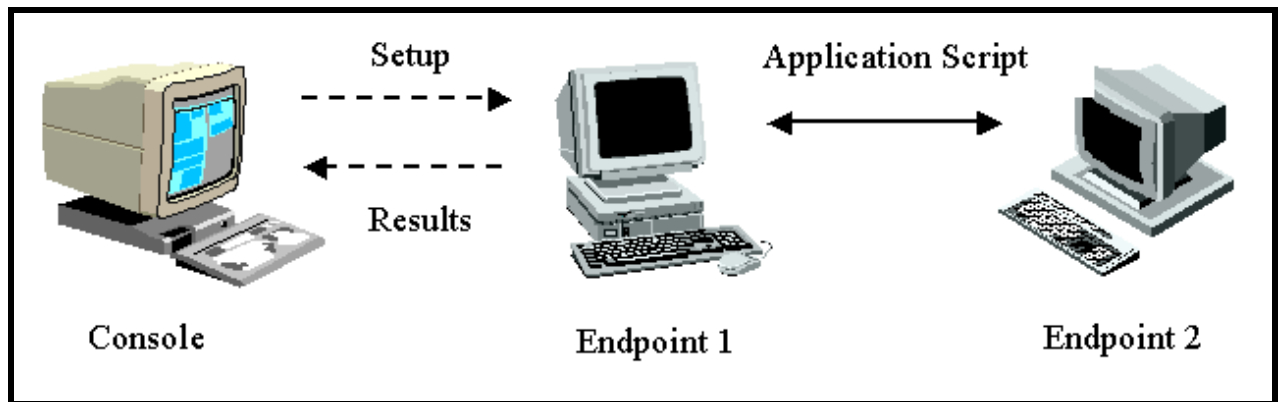 Setup
Application Script
Results
Console
Endpoint 1
Endpoint 2